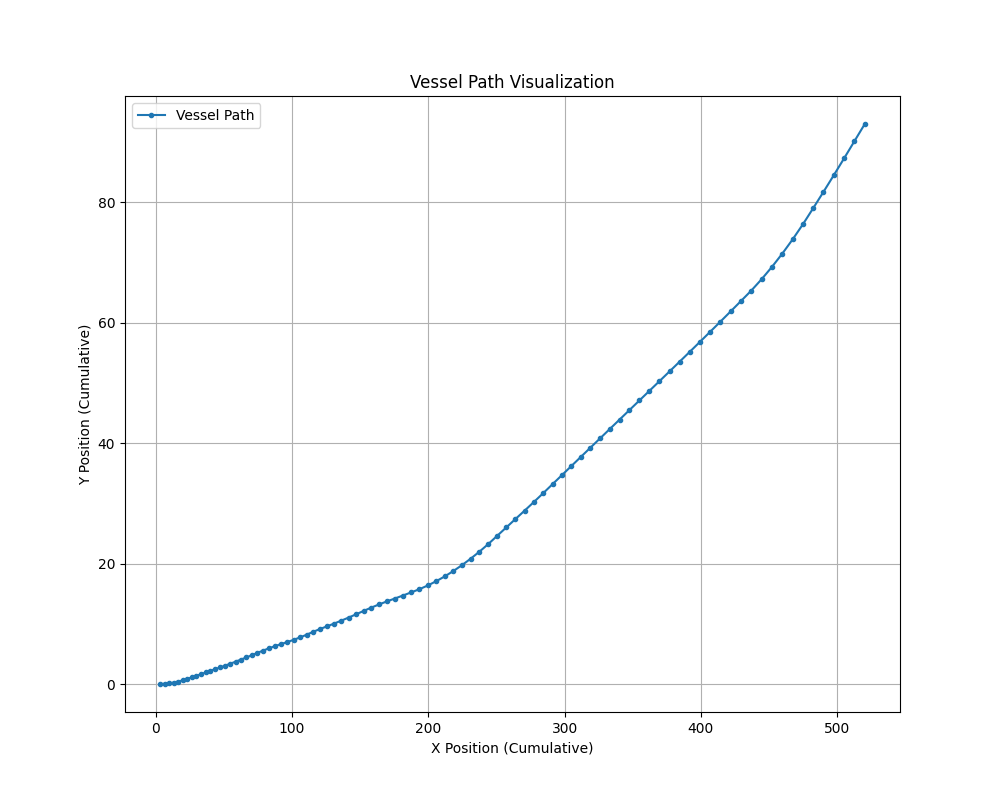 Vessel Path Visualization
Vessel Path
80
60
40
20
0
Y Position (Cumulative)
0 100 200 300 400 500
X Position (Cumulative)